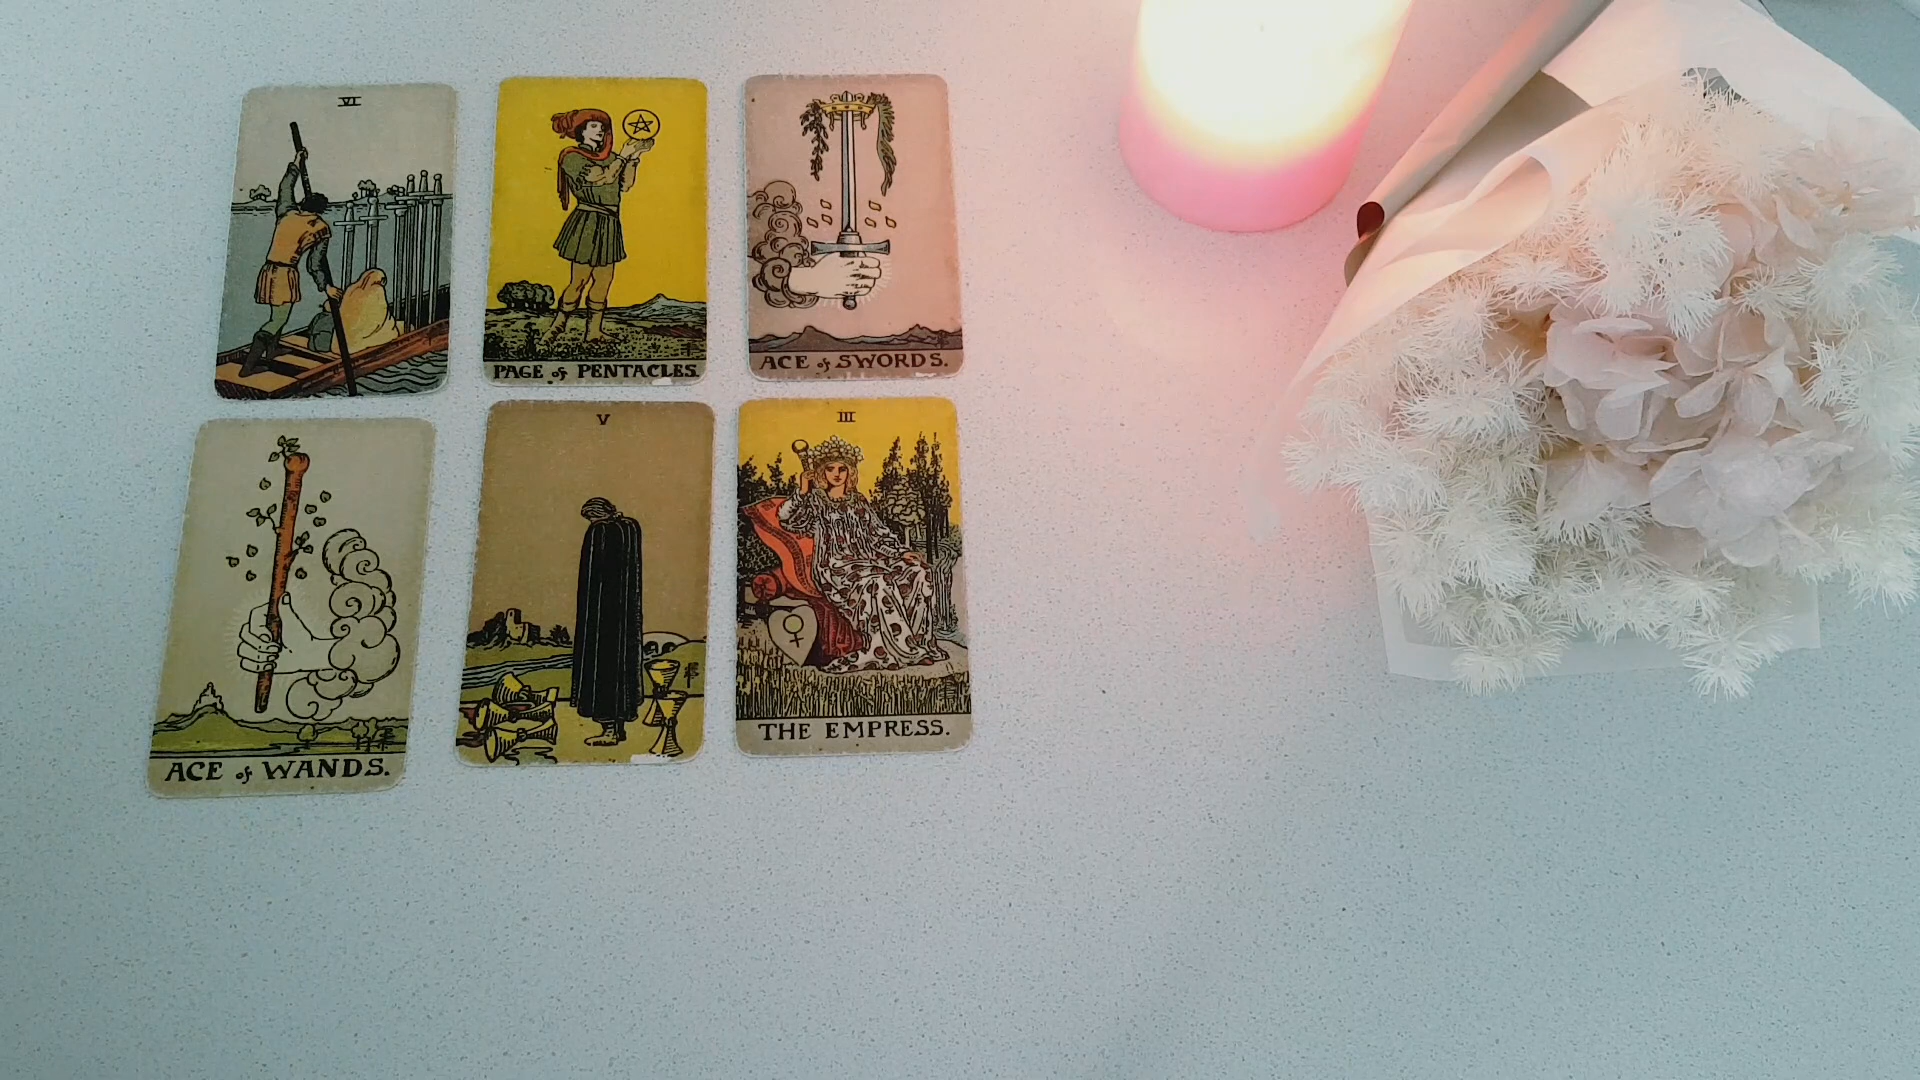 VI
PAGE of PENTACLES.
ACE of SWORDS.
ACE of WANDS.
V
III
THE EMPRESS.